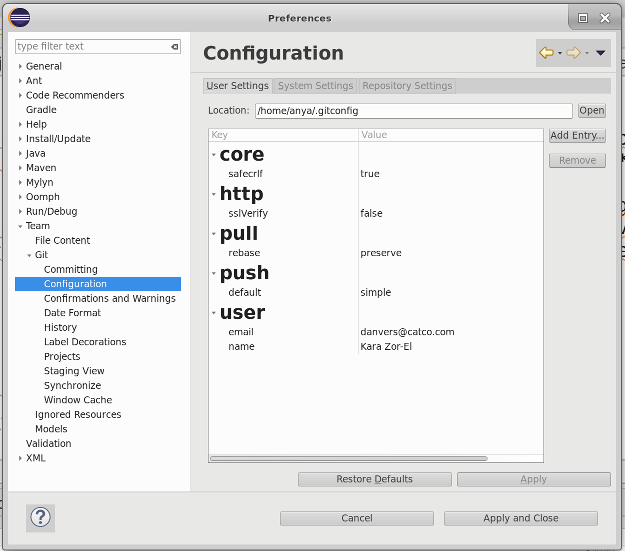 Preferences
type filter text
General
Ant
Code Recommenders
Gradle
Help
Install/Update
Java
Maven
Mylyn
Oomph
Run/Debug
Team
File Content
Git
Committing
Configuration
Confirmations and Warnings
Date Format
History
Label Decorations
Projects
Staging View
Synchronize
Window Cache
Ignored Resources
Models
Validation
XML
Configuration
User Settings System Settings Repository Settings
Location: /home/anya/.gitconfig Open
Key Value
Add Entry...
Remove
core
safecrlf true
http
sslVerify false
pull
rebase preserve
push
default simple
user
email danvers@catco.com
name Kara Zor-El
Restore Defaults Apply
? Cancel Apply and Close